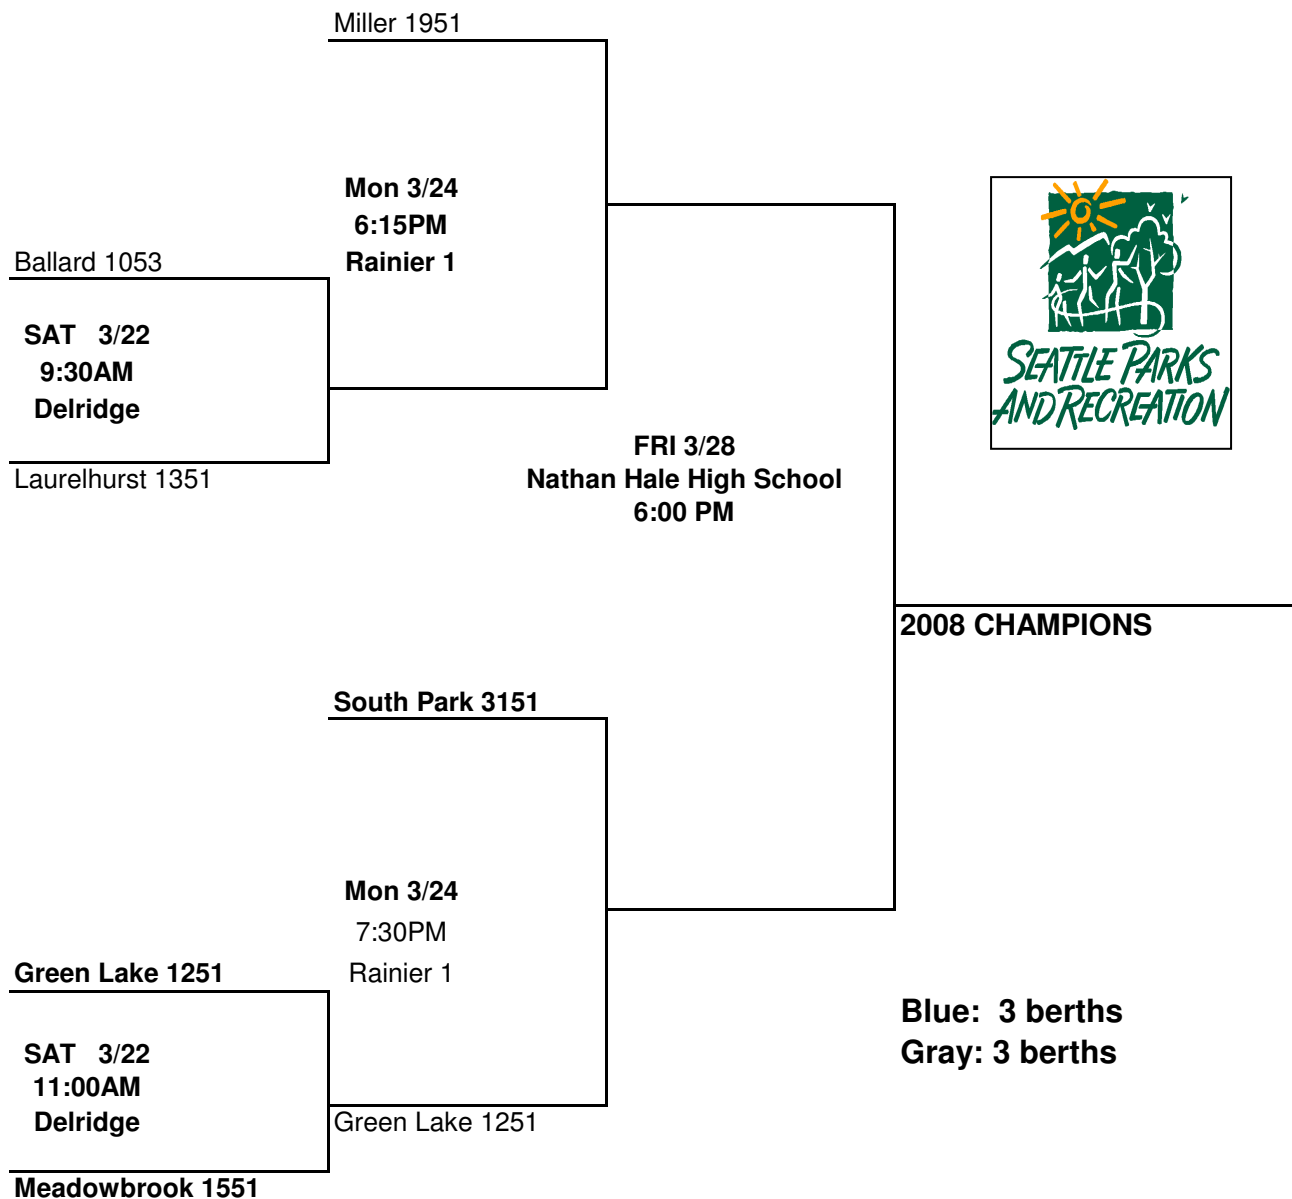 Miller 1951
Mon 3/24
6:15PM
Rainier 1
Ballard 1053
SAT 3/22
9:30AM
Delridge
Laurelhurst 1351
SEATTLE PARKS
AND RECREATION
FRI 3/28
Nathan Hale High School
6:00 PM
2008 CHAMPIONS
South Park 3151
Mon 3/24
7:30PM
Rainier 1
Green Lake 1251
SAT 3/22
11:00AM
Delridge
Green Lake 1251
Meadowbrook 1551
Blue: 3 berths
Gray: 3 berths